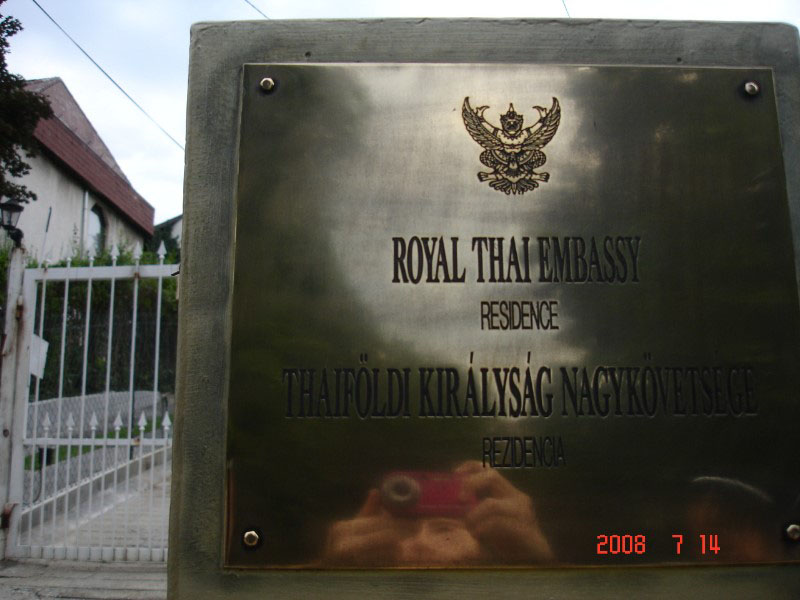 ROYAL THAI EMBASSY
RESIDENCE
THAIFÖLDI KIRÁLYSÁG NAGYKÖVETSÉGE
REZIDENCIA
2008 7 14